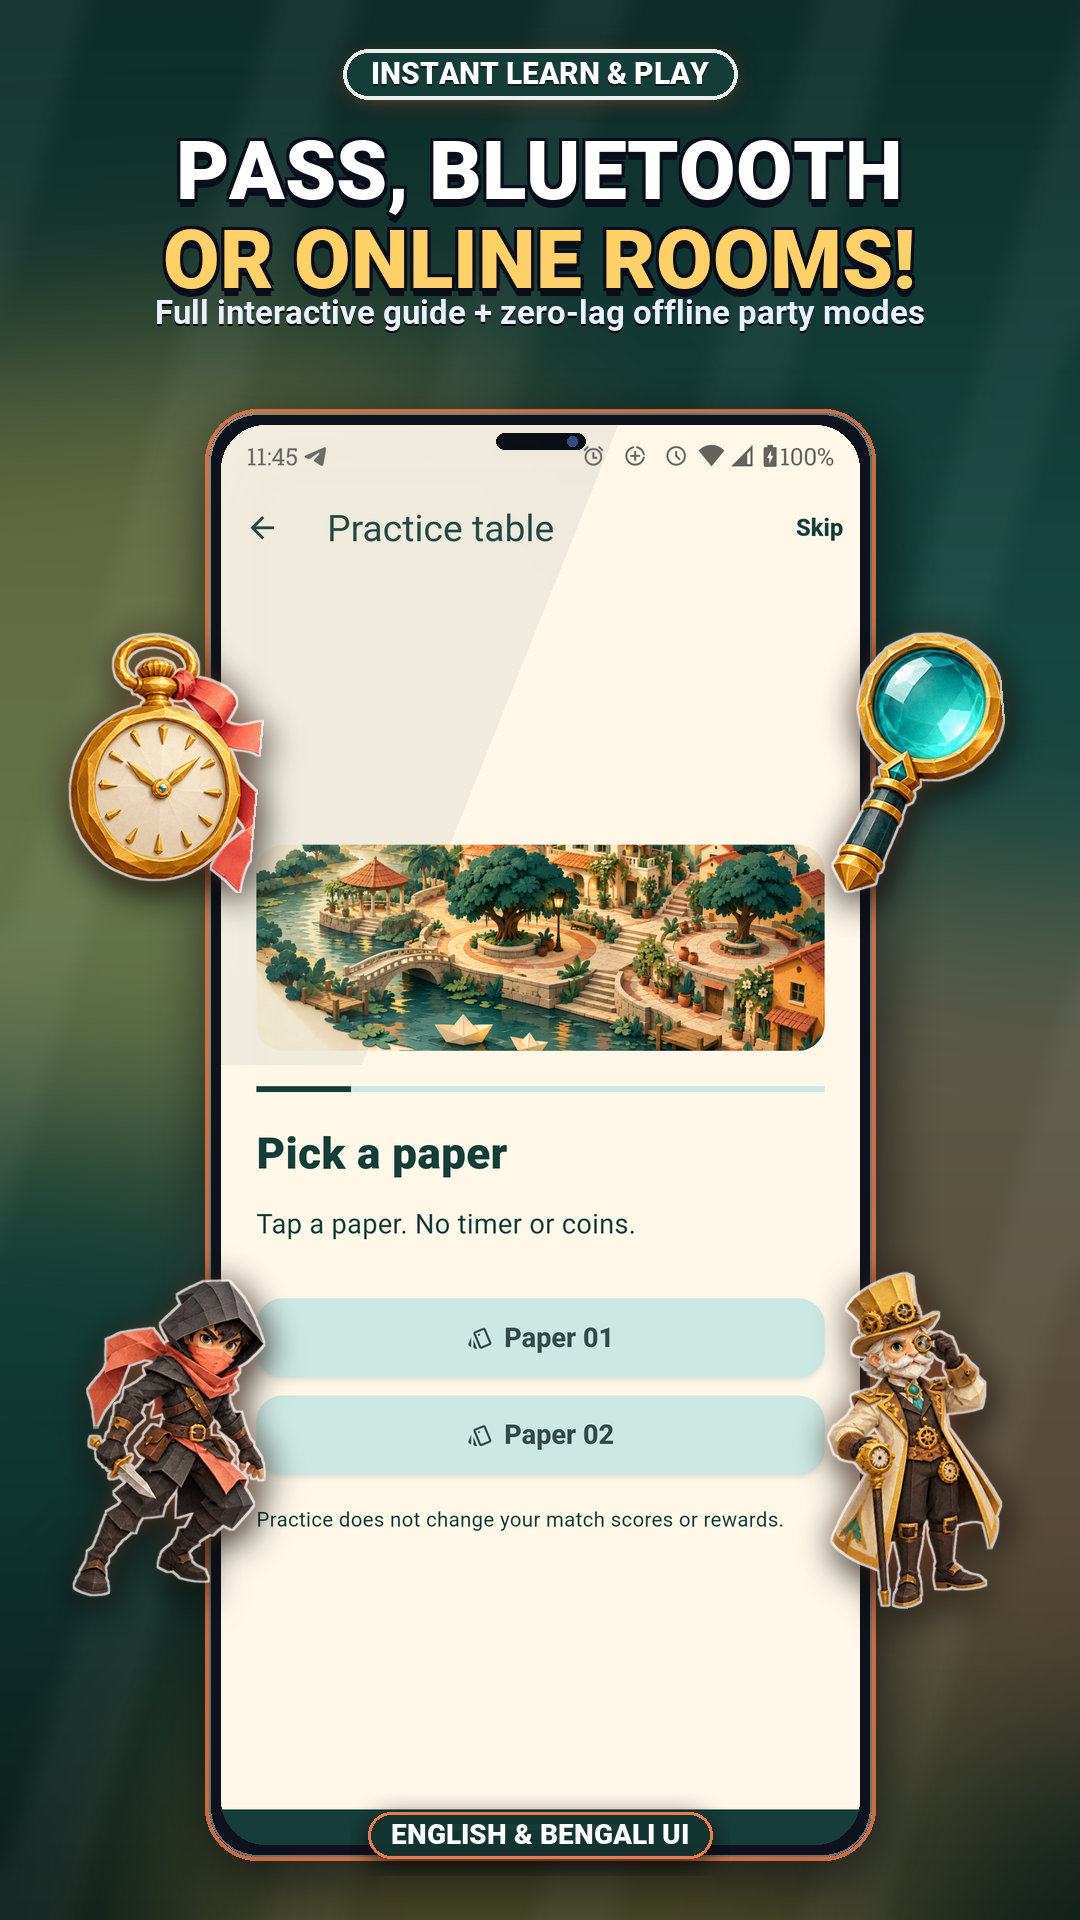 INSTANT LEARN & PLAY
PASS, BLUETOOTH
OR ONLINE ROOMS!
Full interactive guide + zero-lag offline party modes
11:45
100%
Practice table
Skip
Pick a paper
Tap a paper. No timer or coins.
Paper 01
Paper 02
Practice does not change your match scores or rewards.
ENGLISH & BENGALI UI